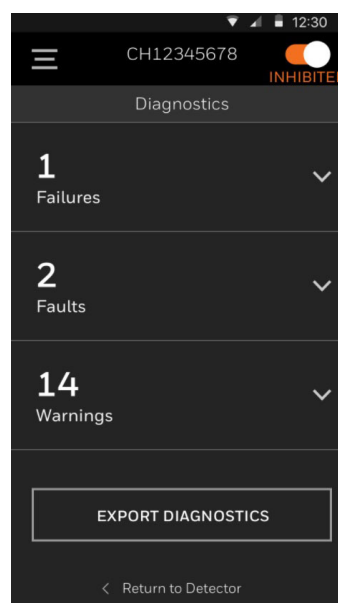 12:30
CH12345678
INHIBITE
Diagnostics
1
Failures
2
Faults
14
Warnings
EXPORT DIAGNOSTICS
Return to Detector